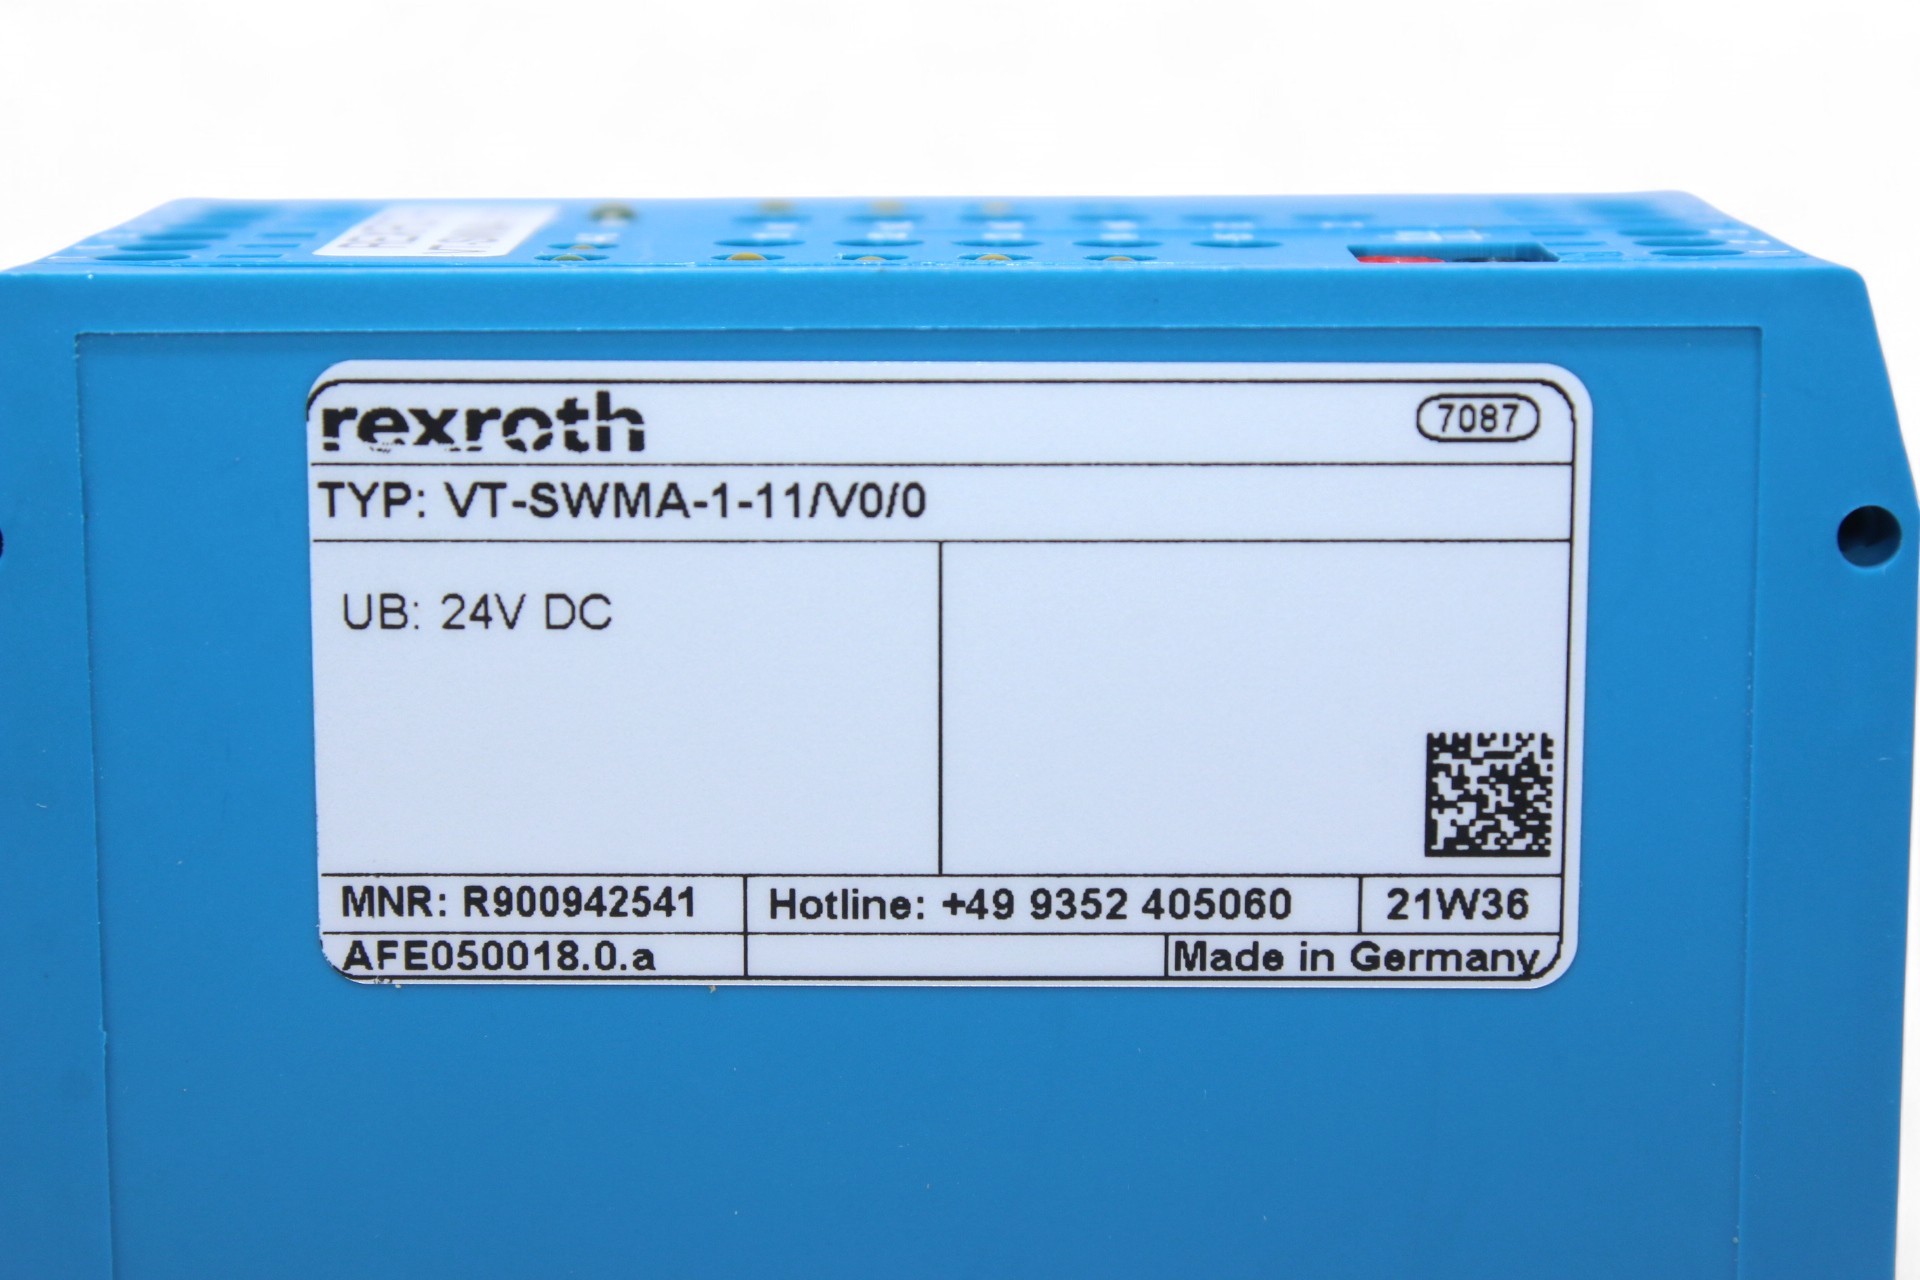 rexroth
7087
TYP: VT-SWMA-1-11/V0/0
UB: 24V DC
MNR: R900942541
Hotline: +49 9352 405060
21W36
AFE050018.0.a
Made in Germany